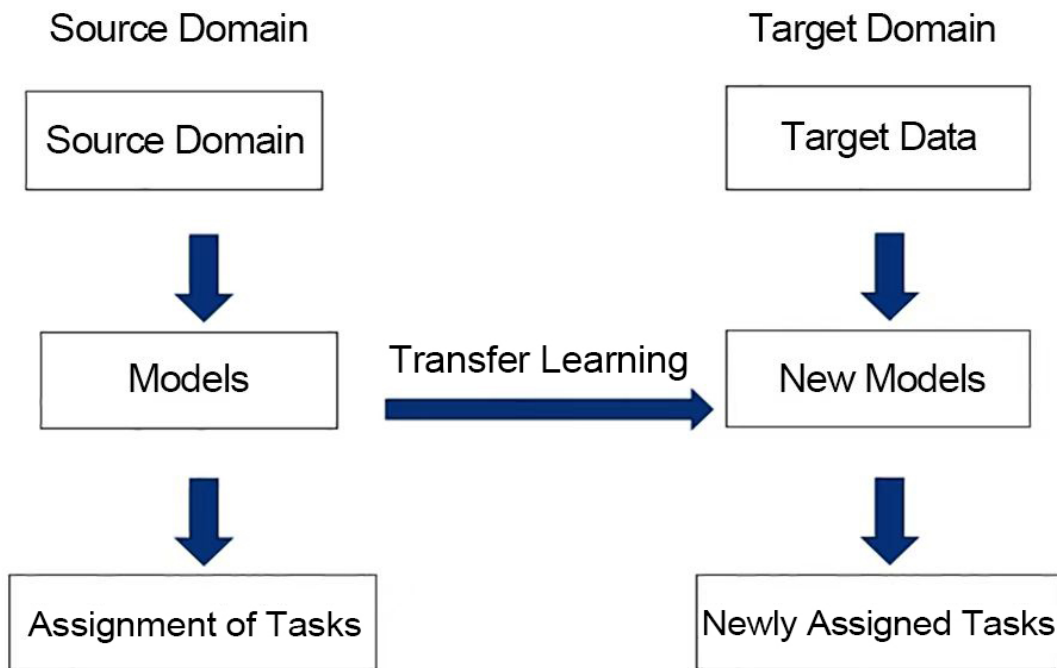 Source Domain
Target Domain
Source Domain
Target Data
Models
Transfer Learning
New Models
Assignment of Tasks
Newly Assigned Tasks